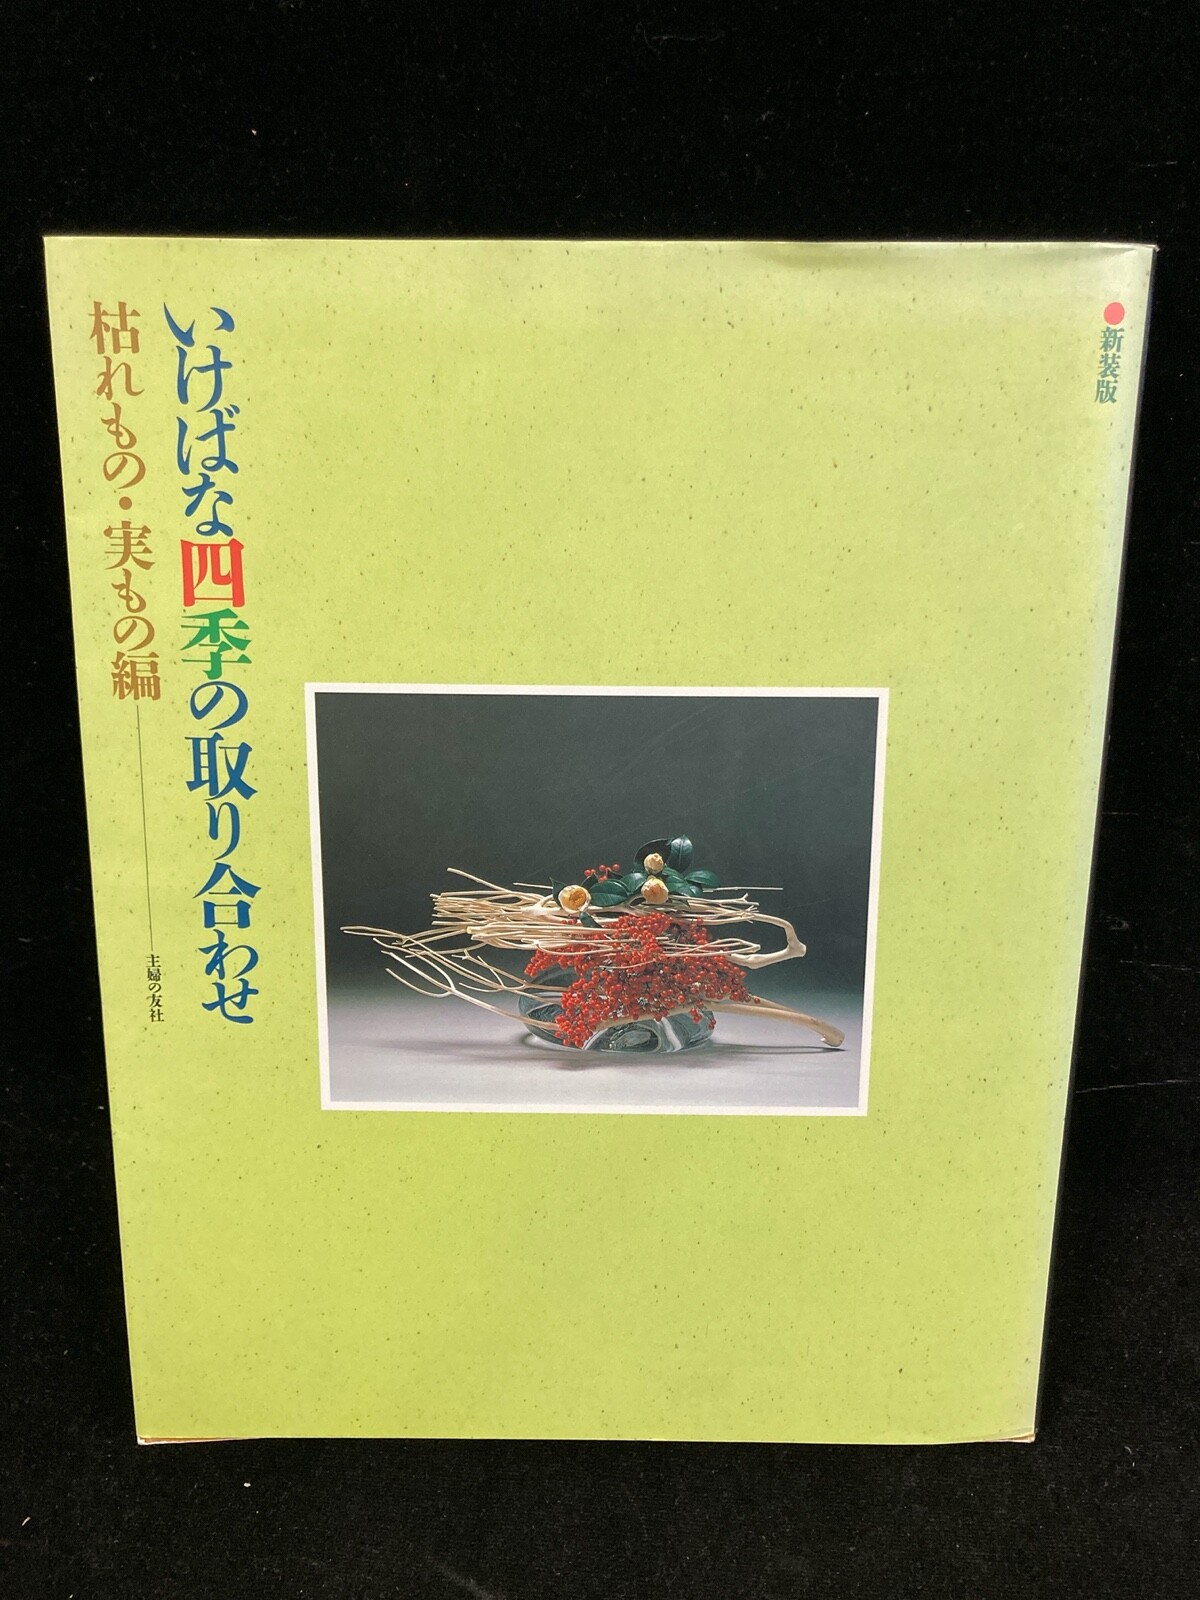 ●新装版
いけばな四季の取り合わせ
枯れもの・実もの編
主婦の友社